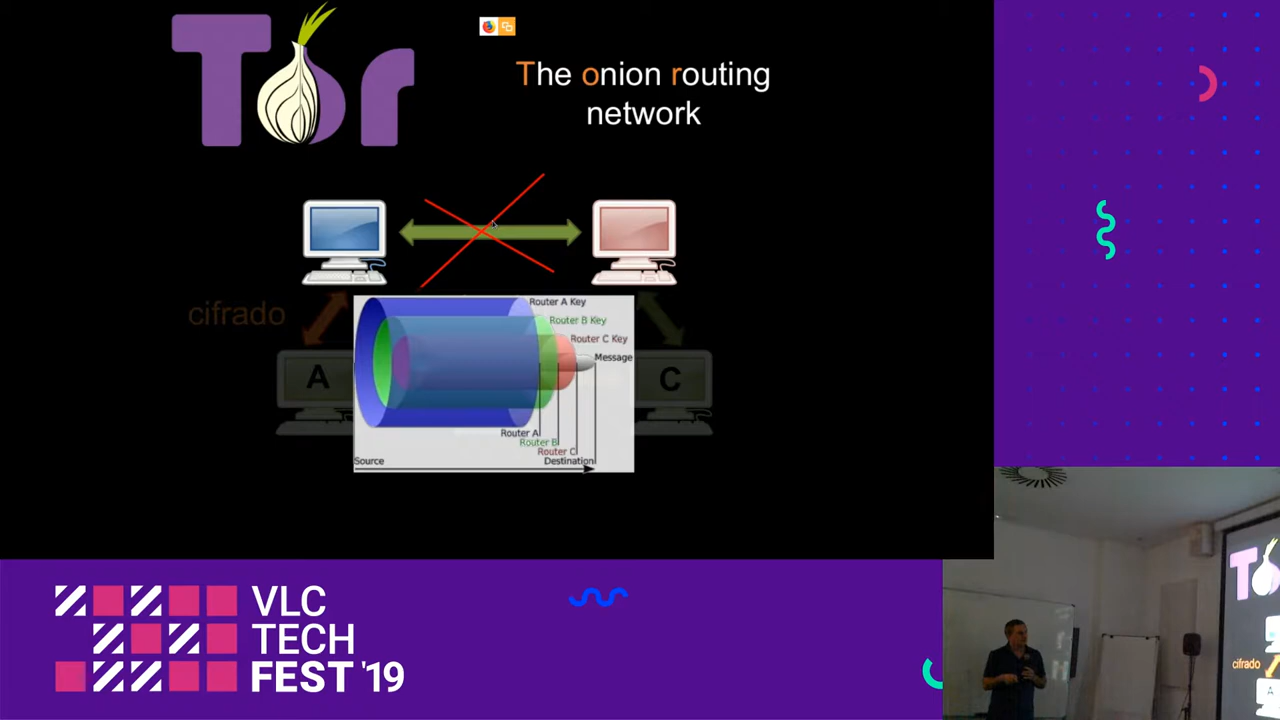 Tor
The onion routing
network
cifrado
A
C
Router A Key
Router B Key
Router C Key
Message
Router A
Router B
Router C
Source
Destination
VLC
TECH
FEST '19
T
cifrado
A